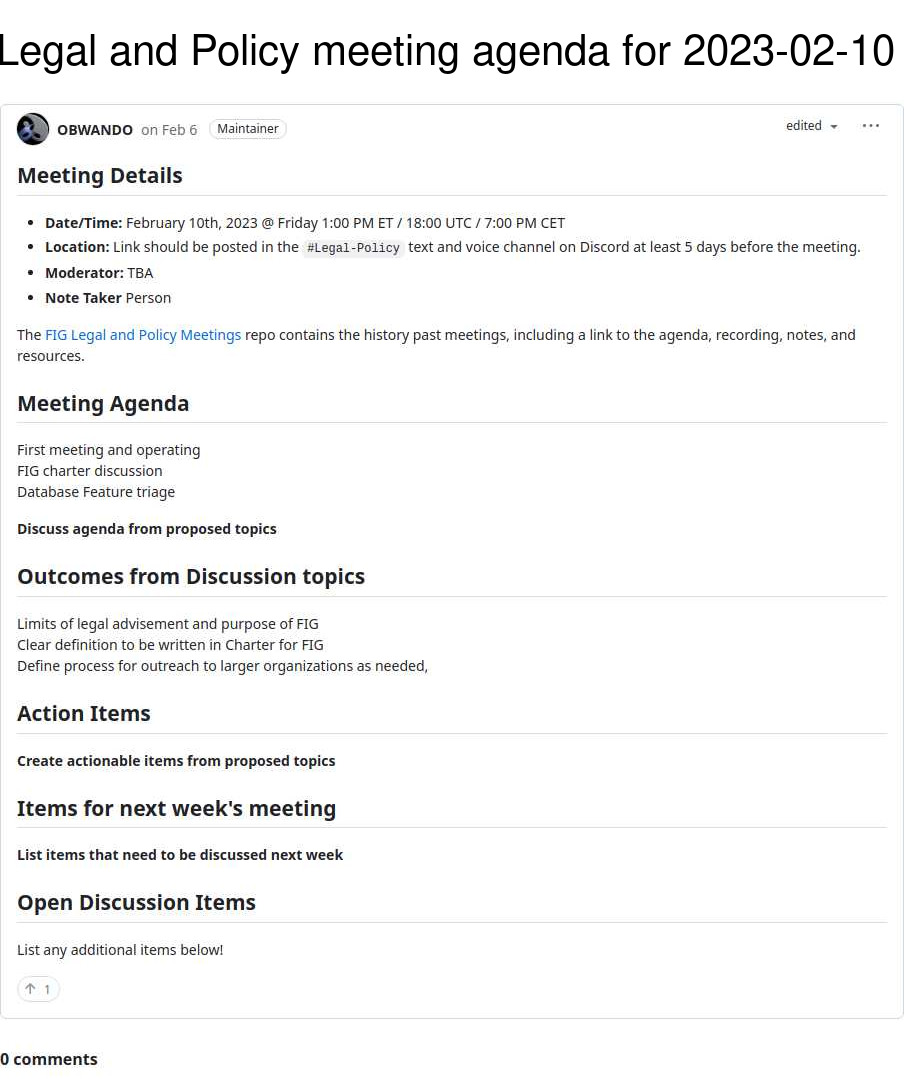 Legal and Policy meeting agenda for 2023-02-10
OBWANDO on Feb 6 Maintainer edited
Meeting Details
Date/Time: February 10th, 2023 @ Friday 1:00 PM ET / 18:00 UTC / 7:00 PM CET
Location: Link should be posted in the #Legal-Policy text and voice channel on Discord at least 5 days before the meeting.
Moderator: TBA
Note Taker Person
The FIG Legal and Policy Meetings repo contains the history past meetings, including a link to the agenda, recording, notes, and
resources.
Meeting Agenda
First meeting and operating
FIG charter discussion
Database Feature triage
Discuss agenda from proposed topics
Outcomes from Discussion topics
Limits of legal advisement and purpose of FIG
Clear definition to be written in Charter for FIG
Define process for outreach to larger organizations as needed,
Action Items
Create actionable items from proposed topics
Items for next week's meeting
List items that need to be discussed next week
Open Discussion Items
List any additional items below!
↑ 1
0 comments